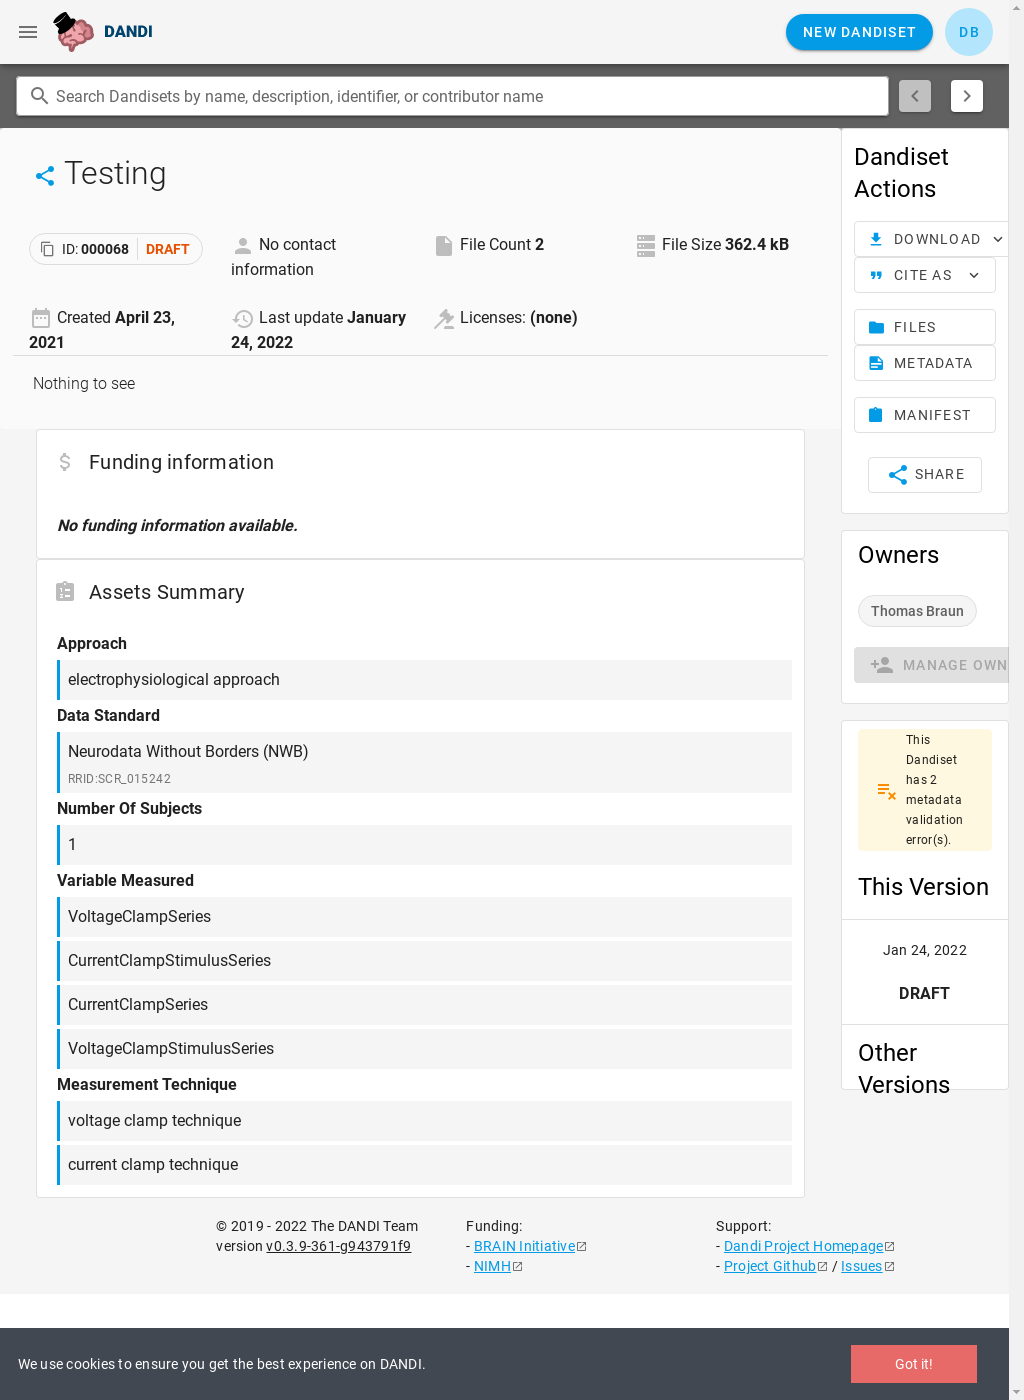 DANDI
NEW DANDISET
DB
Search Dandisets by name, description, identifier, or contributor name
Testing
ID: 000068 DRAFT
No contact
information
File Count 2
File Size 362.4 kB
Created April 23,
2021
Last update January
24, 2022
Licenses: (none)
Nothing to see
Funding information
No funding information available.
Assets Summary
Approach
electrophysiological approach
Data Standard
Neurodata Without Borders (NWB)
RRID:SCR_015242
Number Of Subjects
1
Variable Measured
VoltageClampSeries
CurrentClampStimulusSeries
CurrentClampSeries
VoltageClampStimulusSeries
Measurement Technique
voltage clamp technique
current clamp technique
Dandiset
Actions
DOWNLOAD
CITE AS
FILES
METADATA
MANIFEST
SHARE
Owners
Thomas Braun
MANAGE OWN
This
Dandiset
has 2
metadata
validation
error(s).
This Version
Jan 24, 2022
DRAFT
Other
Versions
© 2019 - 2022 The DANDI Team
version v0.3.9-361-g943791f9
Funding:
- BRAIN Initiative
- NIMH
Support:
- Dandi Project Homepage
- Project Github / Issues
We use cookies to ensure you get the best experience on DANDI.
Got it!